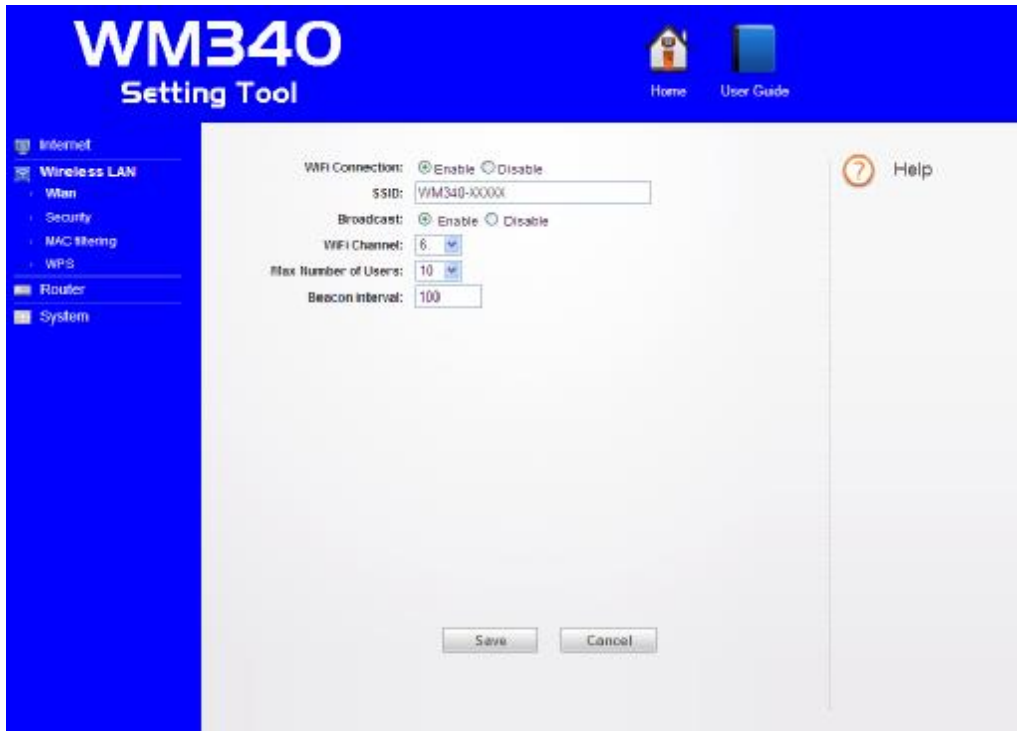 WM340
Setting Tool
Home
User Guide
Internet
Wireless LAN
Wlan
Security
MAC filtering
WPS
Router
System
WiFi Connection: Enable Disable
SSID: WM340-XXXXX
Broadcast: Enable Disable
WiFi Channel: 6
Max Number of Users: 10
Beacon interval: 100
Save Cancel
? Help